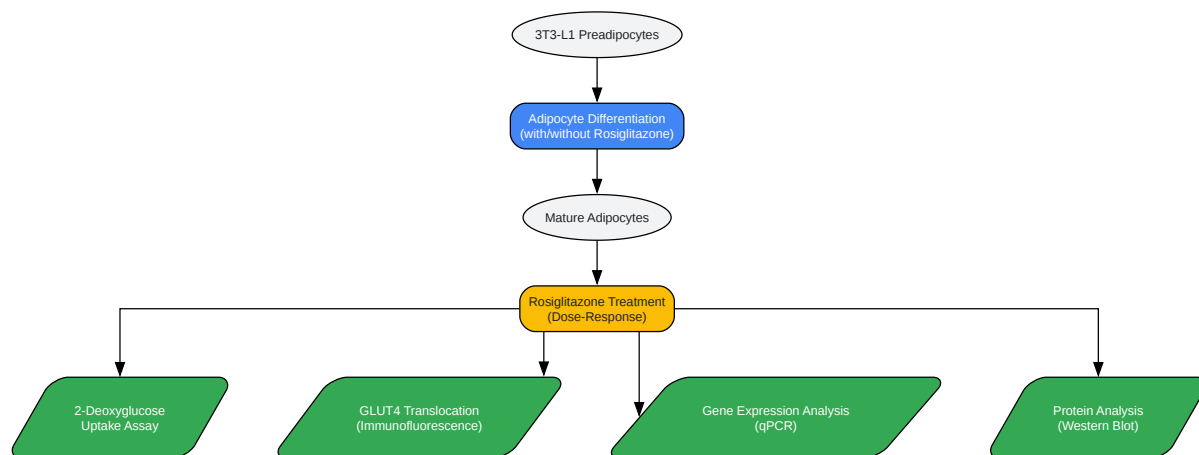 3T3-L1 Preadipocytes
Adipocyte Differentiation
(with/without Rosiglitazone)
Mature Adipocytes
Rosiglitazone Treatment
(Dose-Response)
2-Deoxyglucose
Uptake Assay
GLUT4 Translocation
(Immunofluorescence)
Gene Expression Analysis
(qPCR)
Protein Analysis
(Western Blot)